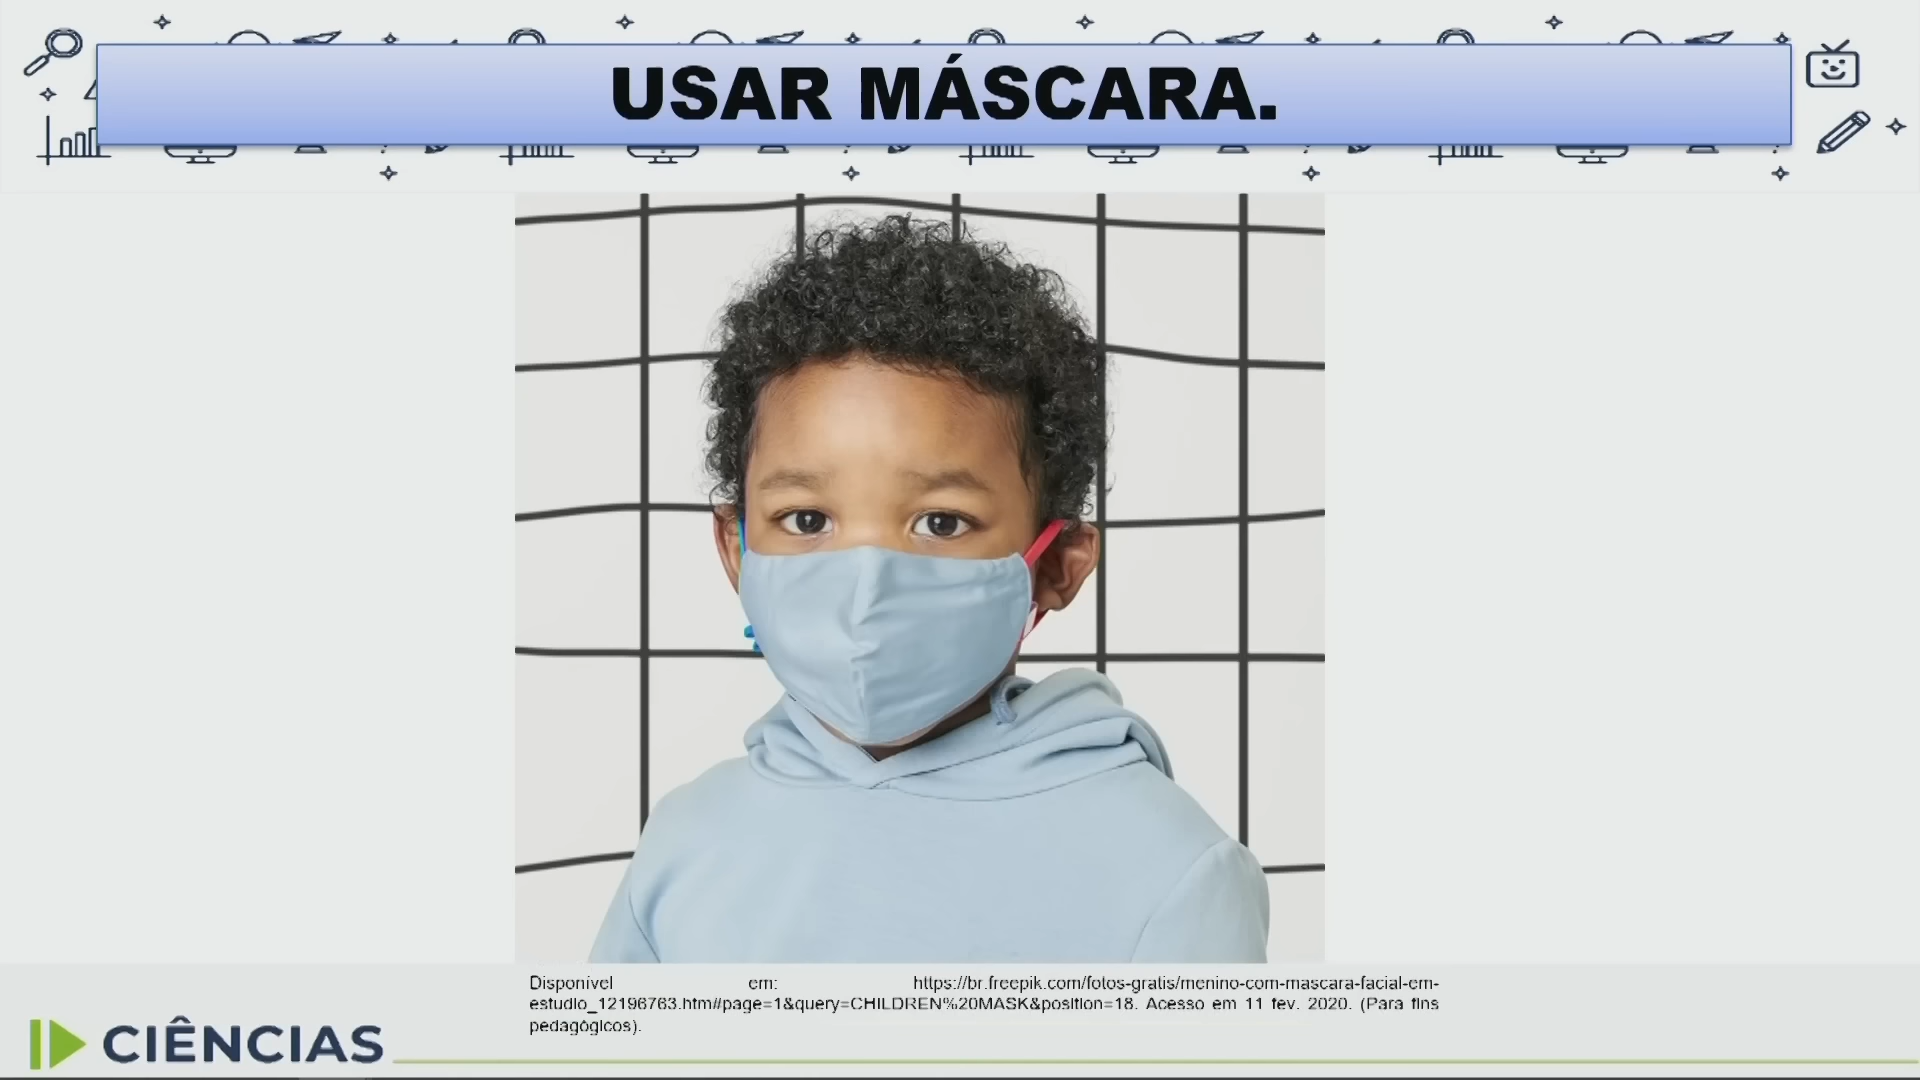 USAR MÁSCARA.
Disponível em: https://br.freepik.com/fotos-gratis/menino-com-mascara-facial-em-
estudio_12196763.htm#page=1&query=CHILDREN%20MASK&position=18. Acesso em 11 fev. 2020. (Para fins
pedagógicos).
CIÊNCIAS